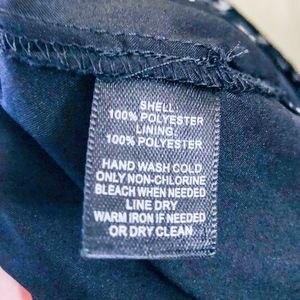 SHELL:
100% POLYESTER
LINING:
100% POLYESTER
HAND WASH COLD
ONLY NON-CHLORINE
BLEACH WHEN NEEDED
LINE DRY
WARM IRON IF NEEDED
OR DRY CLEAN